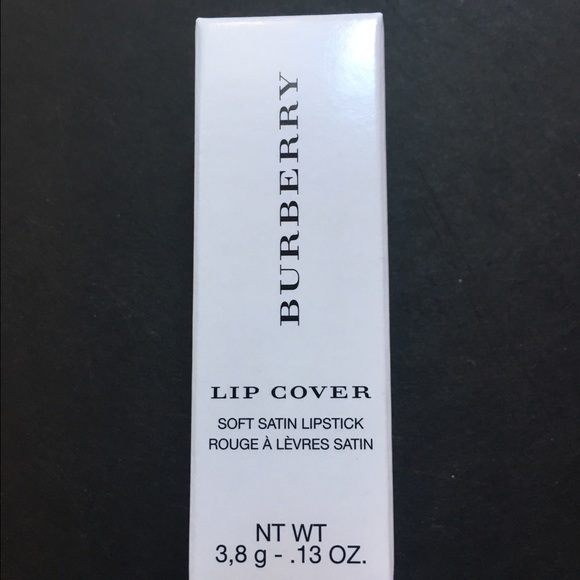 BURBERRY
LIP COVER
SOFT SATIN LIPSTICK
ROUGE À LÈVRES SATIN
NT WT
3,8 g - .13 OZ.